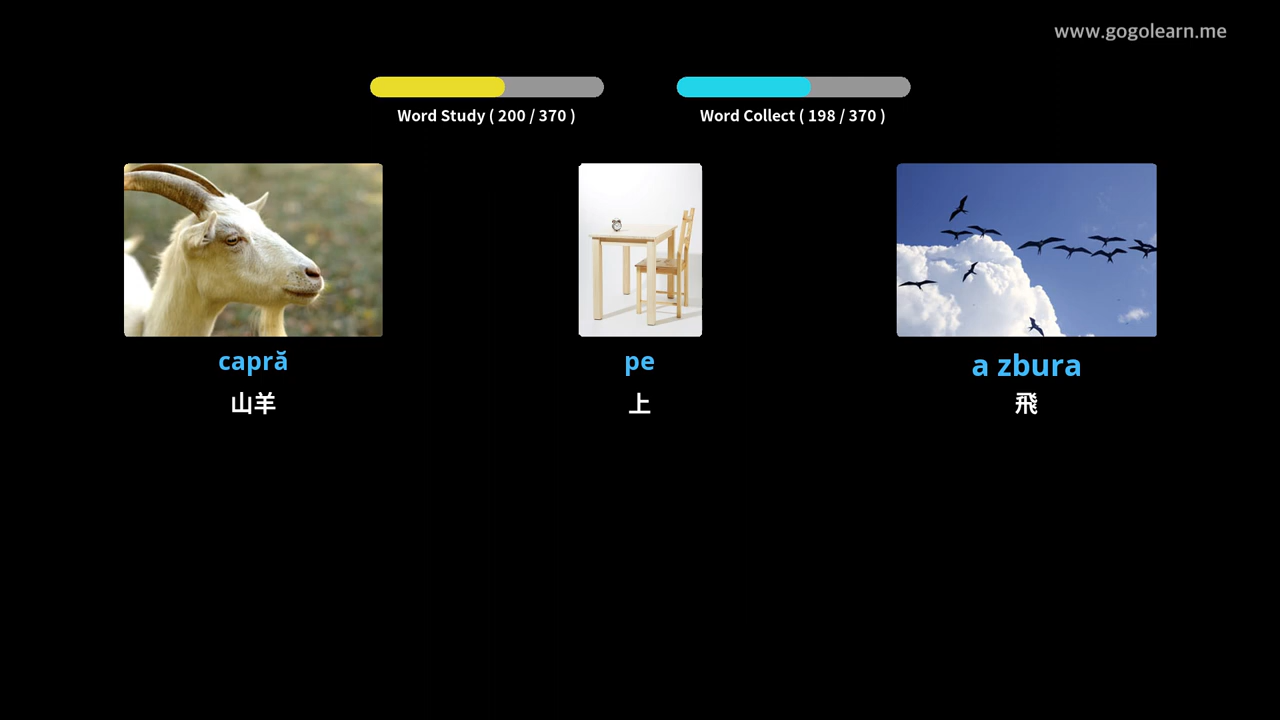 www.gogolearn.me
Word Study ( 200 / 370 )
Word Collect ( 198 / 370 )
capră
pe
a zbura
山羊
上
飛